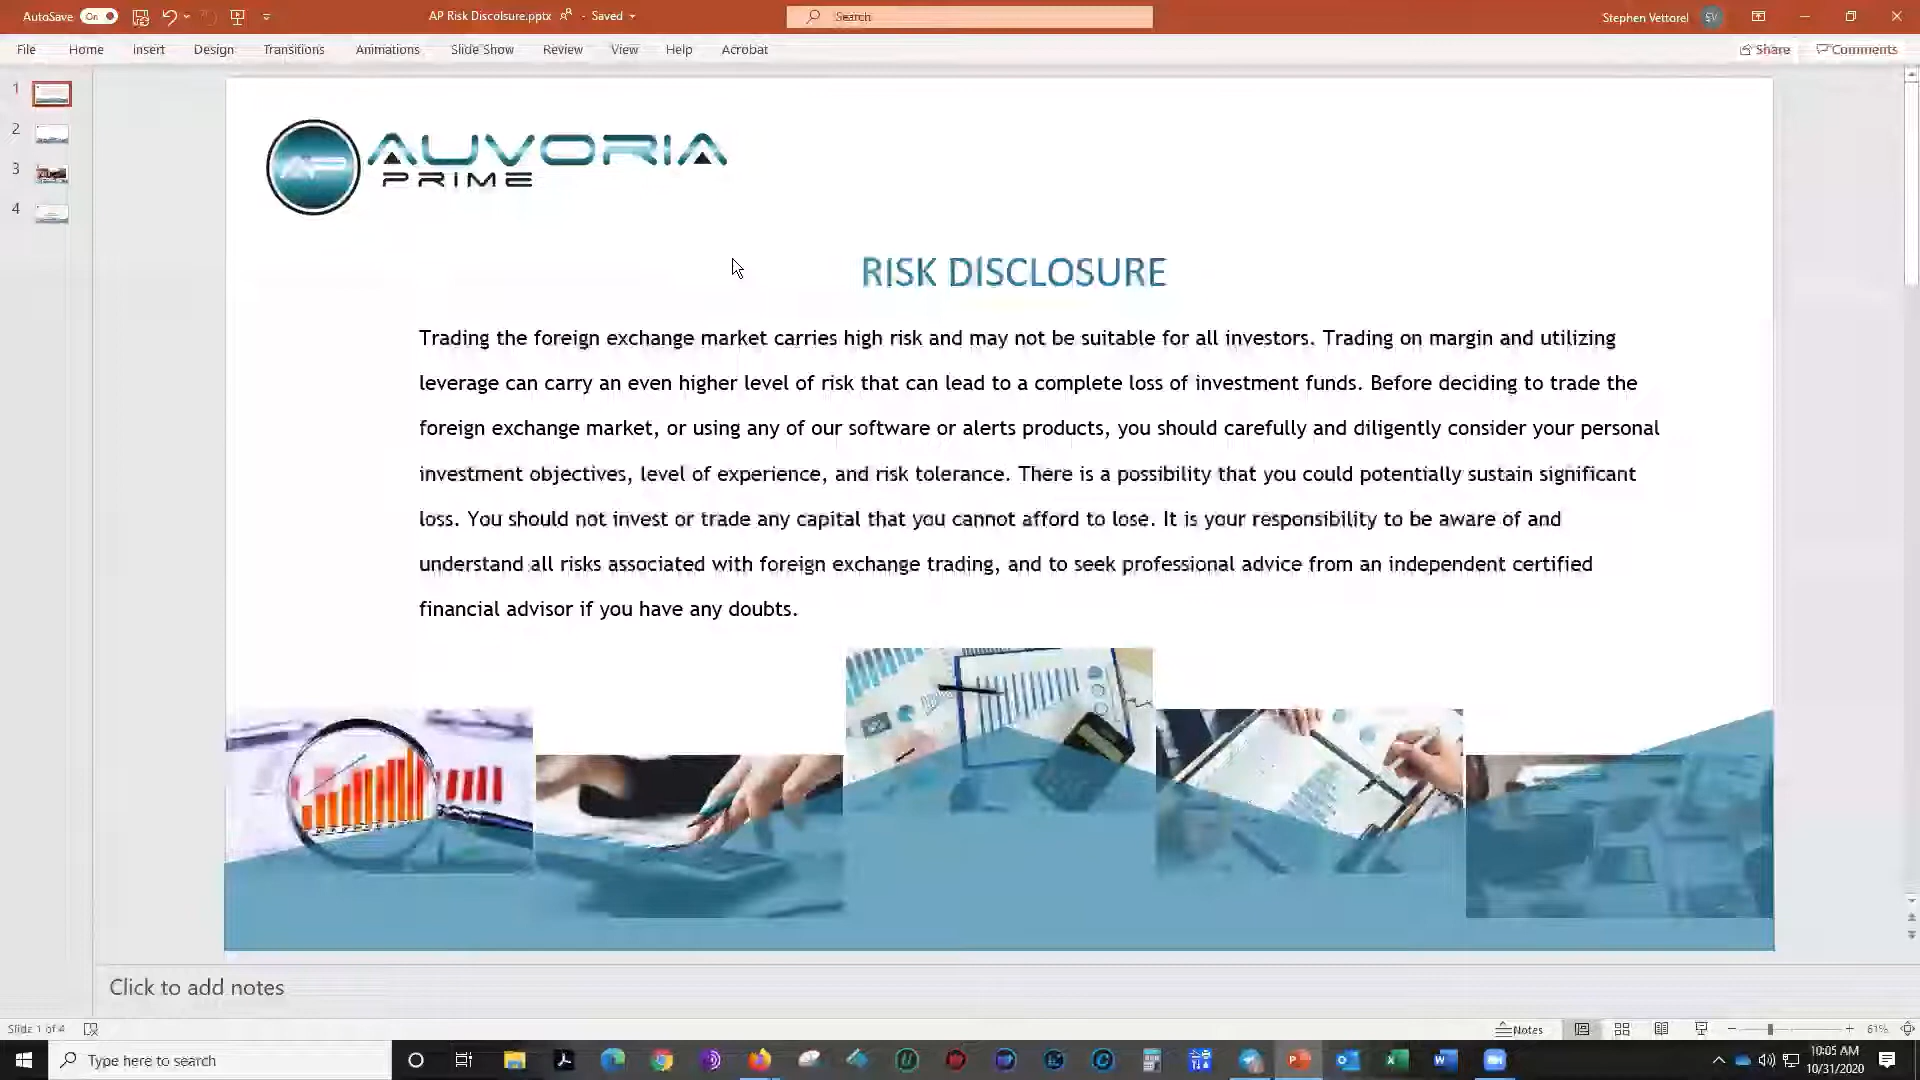 AutoSave On AP Risk Discolsure.pptx - Saved Search Stephen Vettorel SV
File Home Insert Design Transitions Animations Slide Show Review View Help Acrobat Share Comments
1
2
3
4
AP AUVORIA
PRIME
RISK DISCLOSURE
Trading the foreign exchange market carries high risk and may not be suitable for all investors. Trading on margin and utilizing
leverage can carry an even higher level of risk that can lead to a complete loss of investment funds. Before deciding to trade the
foreign exchange market, or using any of our software or alerts products, you should carefully and diligently consider your personal
investment objectives, level of experience, and risk tolerance. There is a possibility that you could potentially sustain significant
loss. You should not invest or trade any capital that you cannot afford to lose. It is your responsibility to be aware of and
understand all risks associated with foreign exchange trading, and to seek professional advice from an independent certified
financial advisor if you have any doubts.
Click to add notes
Slide 1 of 4 Notes 61%
Type here to search 10:05 AM
10/31/2020